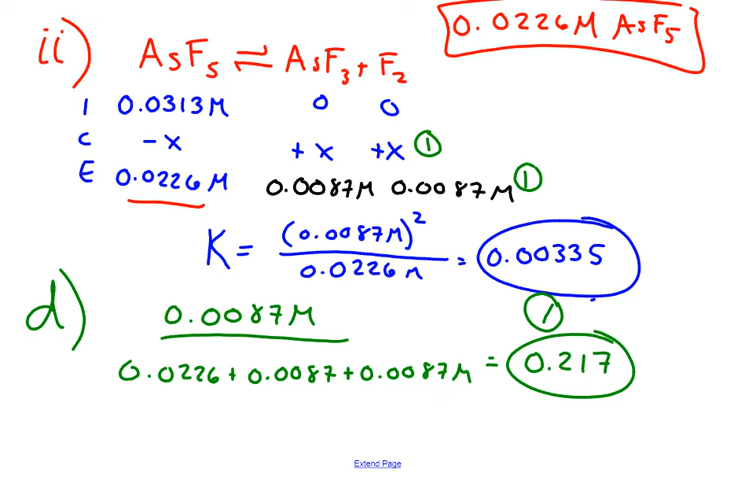 0.0226M AsF₅
ii) AsF₅ ⇌ AsF₃ + F₂
I 0.0313M 0 0
C -x +x +x ①
E 0.0226M 0.0087M 0.0087M ①
K = (0.0087M)² / 0.0226M = 0.00335
d) 0.0087M ①
0.0226 + 0.0087 + 0.0087M = 0.217
Extend Page